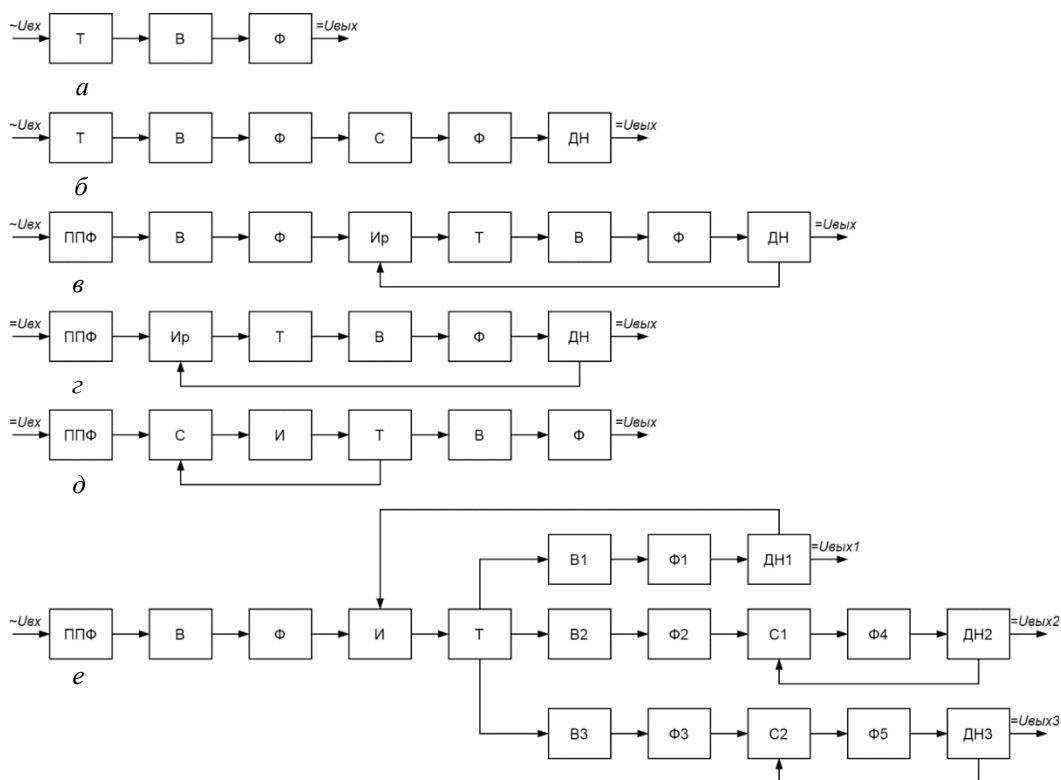 ~Uвх Т В Ф =Uвых
а
~Uвх Т В Ф С Ф ДН =Uвых
б
~Uвх ППФ В Ф Ир Т В Ф ДН =Uвых
в
=Uвх ППФ Ир Т В Ф ДН =Uвых
г
=Uвх ППФ С И Т В Ф =Uвых
д
В1 Ф1 ДН1 =Uвых1
~Uвх ППФ В Ф И Т В2 Ф2 С1 Ф4 ДН2 =Uвых2
е
В3 Ф3 С2 Ф5 ДН3 =Uвых3